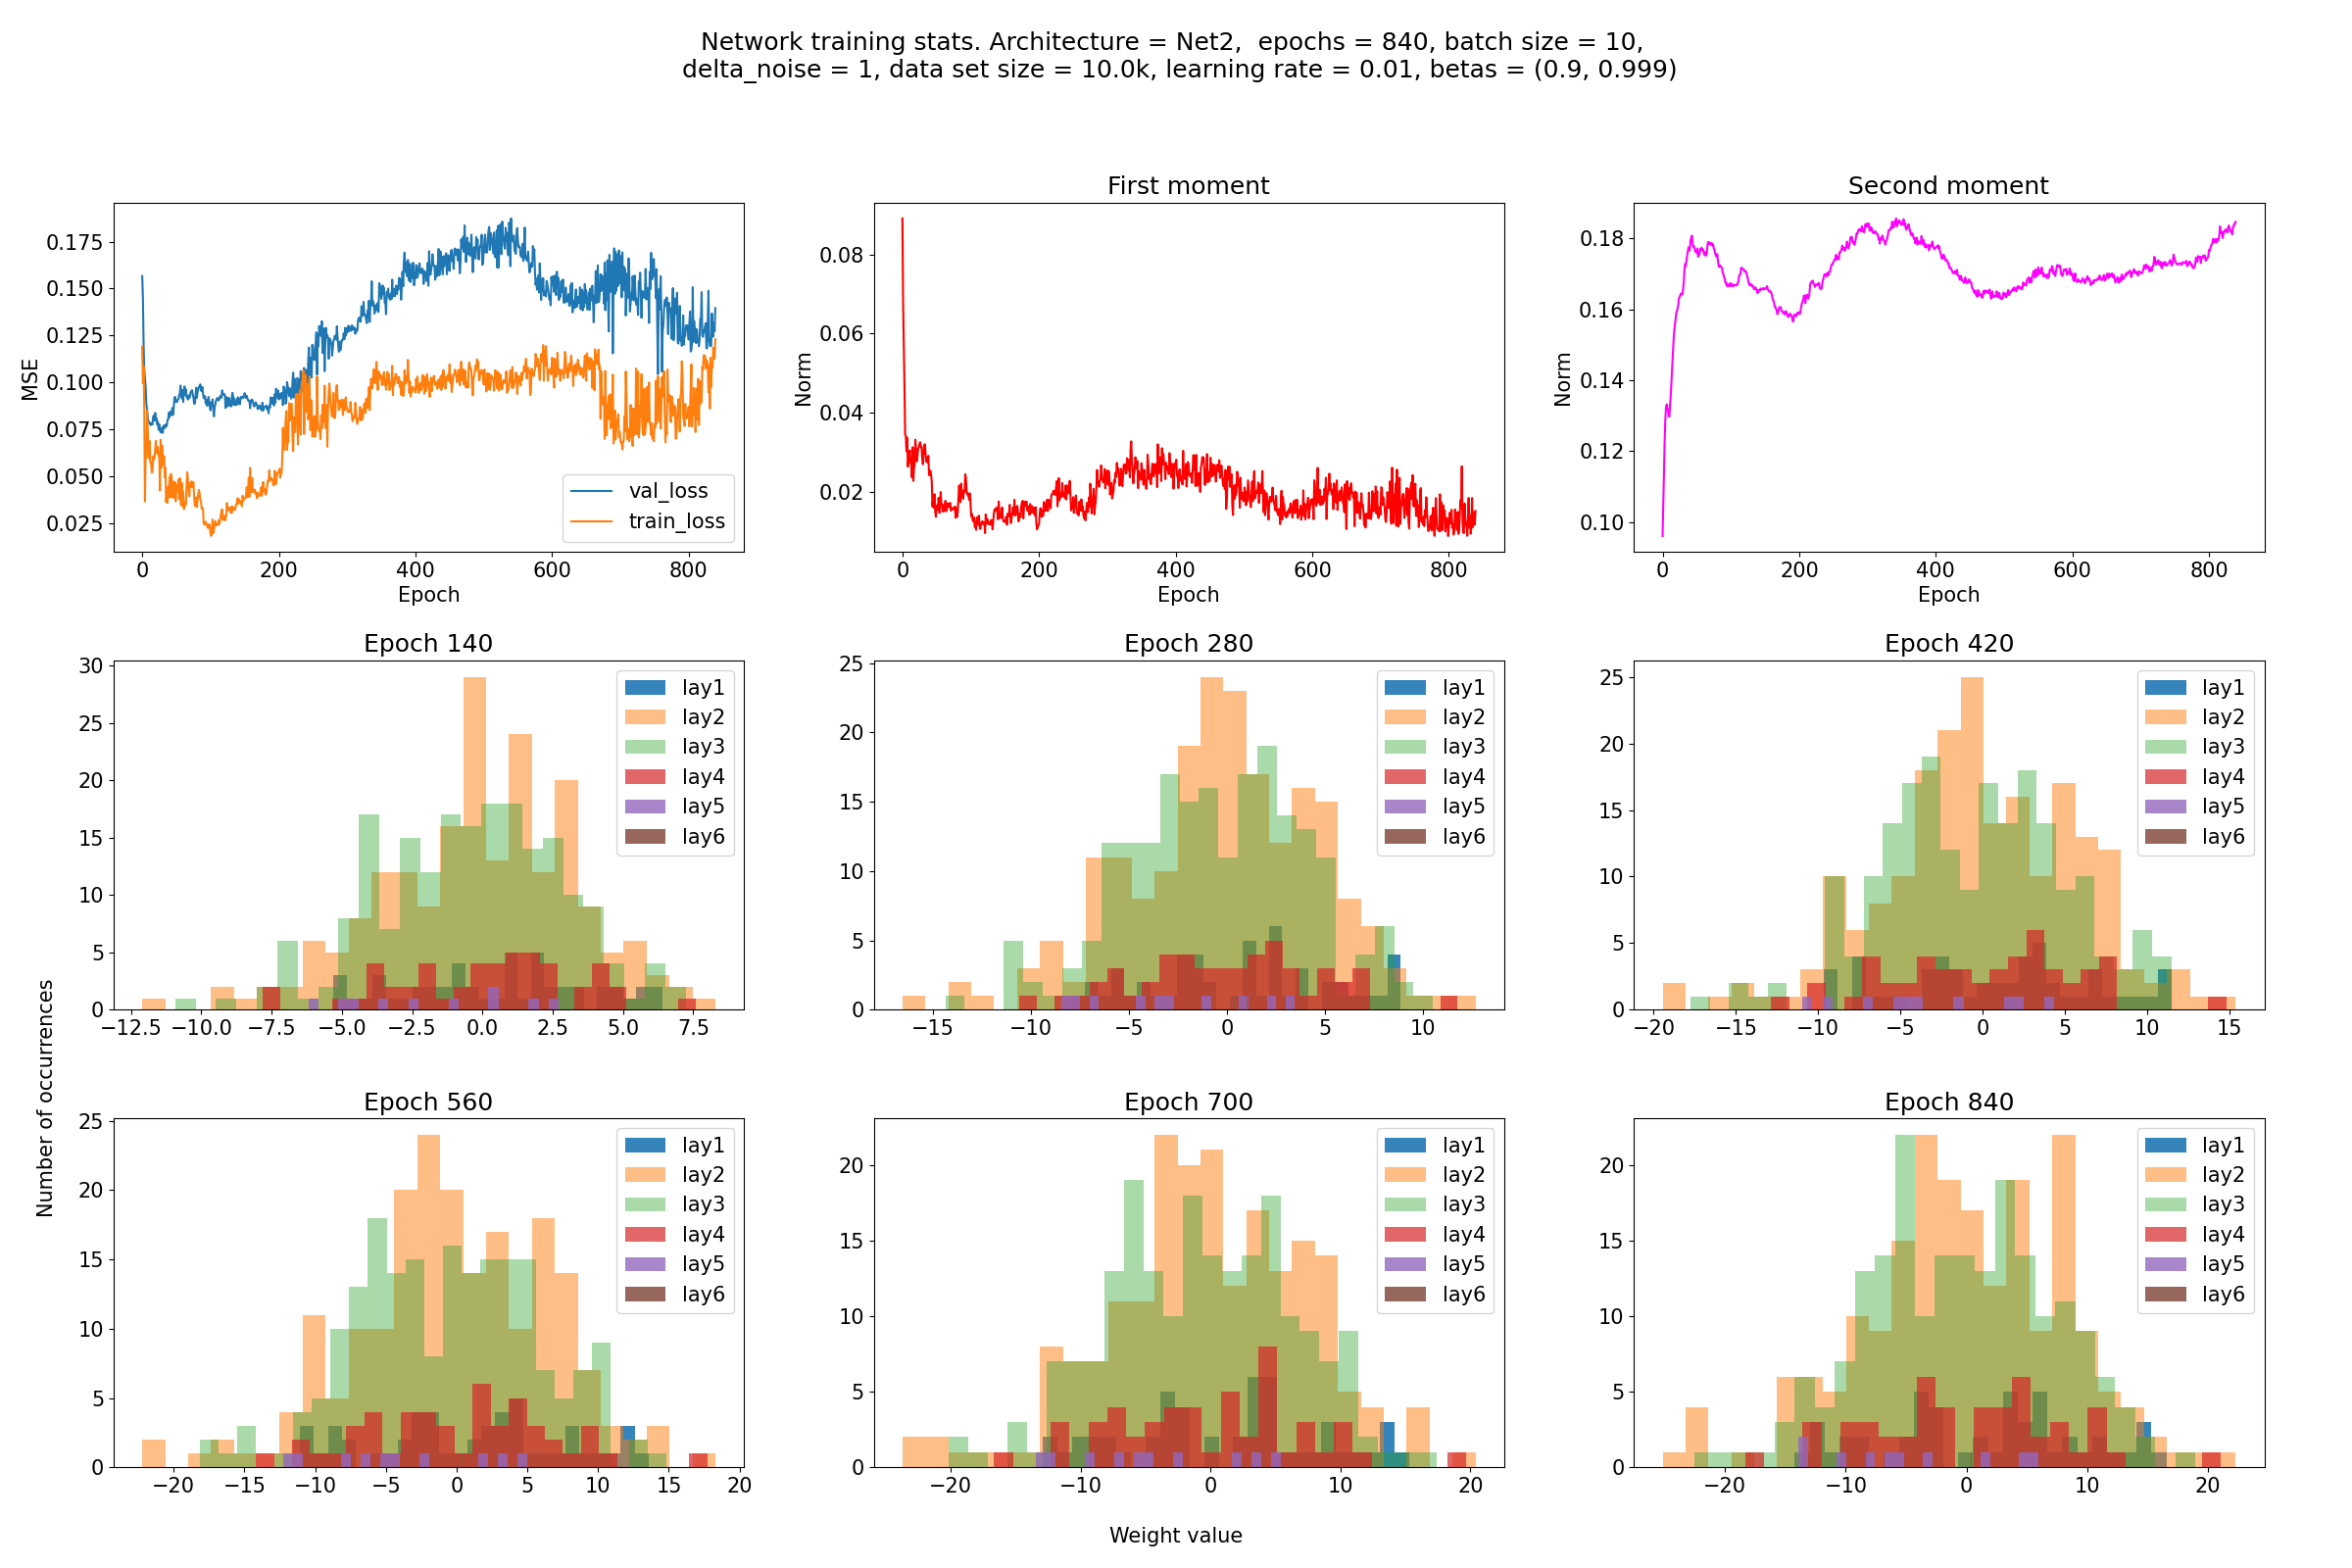 Network training stats. Architecture = Net2,  epochs = 840, batch size = 10,
delta_noise = 1, data set size = 10.0k, learning rate = 0.01, betas = (0.9, 0.999)
MSE
0.175
0.150
0.125
0.100
0.075
0.050
0.025
val_loss
train_loss
0 200 400 600 800
Epoch
First moment
Norm
0.08
0.06
0.04
0.02
0 200 400 600 800
Epoch
Second moment
Norm
0.18
0.16
0.14
0.12
0.10
0 200 400 600 800
Epoch
Number of occurrences
Epoch 140
30
25
20
15
10
5
0
lay1
lay2
lay3
lay4
lay5
lay6
−12.5 −10.0 −7.5 −5.0 −2.5 0.0 2.5 5.0 7.5
Epoch 280
25
20
15
10
5
0
lay1
lay2
lay3
lay4
lay5
lay6
−15 −10 −5 0 5 10
Epoch 420
25
20
15
10
5
0
lay1
lay2
lay3
lay4
lay5
lay6
−20 −15 −10 −5 0 5 10 15
Epoch 560
25
20
15
10
5
0
lay1
lay2
lay3
lay4
lay5
lay6
−20 −15 −10 −5 0 5 10 15 20
Epoch 700
20
15
10
5
0
lay1
lay2
lay3
lay4
lay5
lay6
−20 −10 0 10 20
Epoch 840
20
15
10
5
0
lay1
lay2
lay3
lay4
lay5
lay6
−20 −10 0 10 20
Weight value